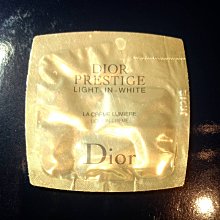 DIOR
PRESTIGE
LIGHT-IN-WHITE
LA CRÈME LUMIÈRE
Dior